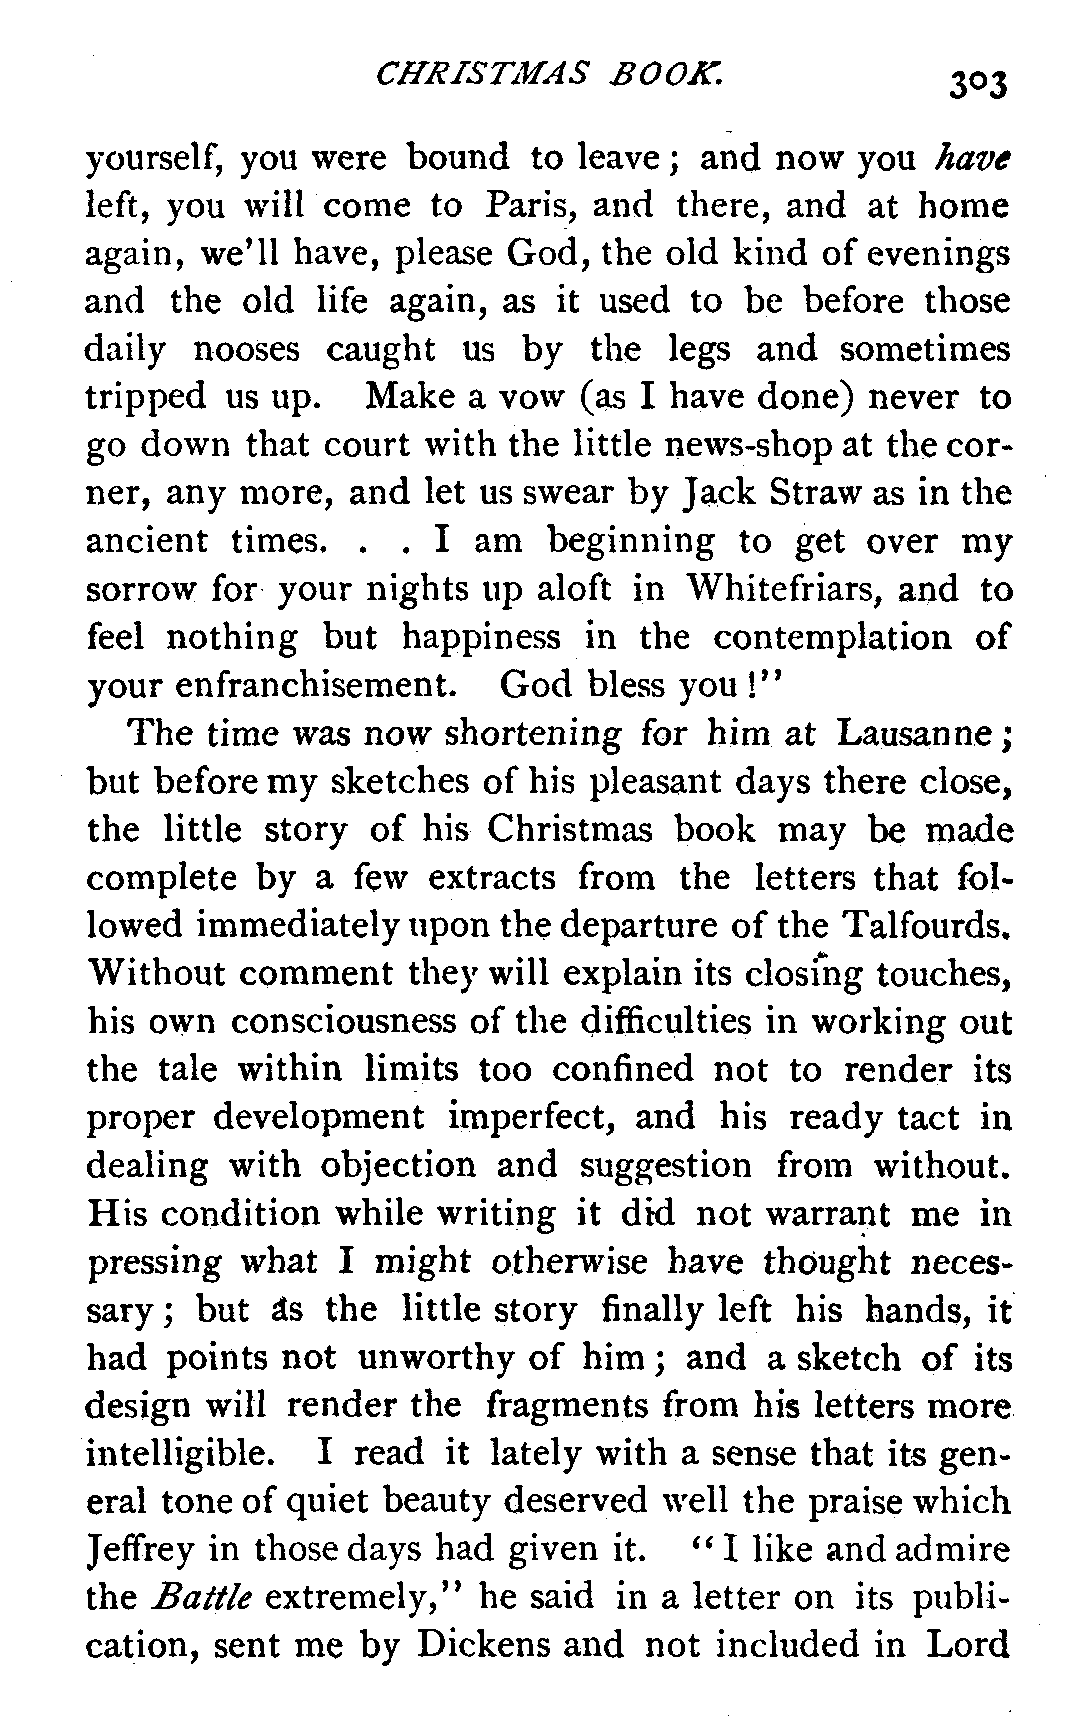 CHRISTMAS BOOK. 303
yourself, you were bound to leave; and now you have
left, you will come to Paris, and there, and at home
again, we'll have, please God, the old kind of evenings
and the old life again, as it used to be before those
daily nooses caught us by the legs and sometimes
tripped us up. Make a vow (as I have done) never to
go down that court with the little news-shop at the cor-
ner, any more, and let us swear by Jack Straw as in the
ancient times. . . I am beginning to get over my
sorrow for your nights up aloft in Whitefriars, and to
feel nothing but happiness in the contemplation of
your enfranchisement. God bless you!"
The time was now shortening for him at Lausanne;
but before my sketches of his pleasant days there close,
the little story of his Christmas book may be made
complete by a few extracts from the letters that fol-
lowed immediately upon the departure of the Talfourds.
Without comment they will explain its closing touches,
his own consciousness of the difficulties in working out
the tale within limits too confined not to render its
proper development imperfect, and his ready tact in
dealing with objection and suggestion from without.
His condition while writing it did not warrant me in
pressing what I might otherwise have thought neces-
sary; but as the little story finally left his hands, it
had points not unworthy of him; and a sketch of its
design will render the fragments from his letters more
intelligible. I read it lately with a sense that its gen-
eral tone of quiet beauty deserved well the praise which
Jeffrey in those days had given it. "I like and admire
the Battle extremely," he said in a letter on its publi-
cation, sent me by Dickens and not included in Lord